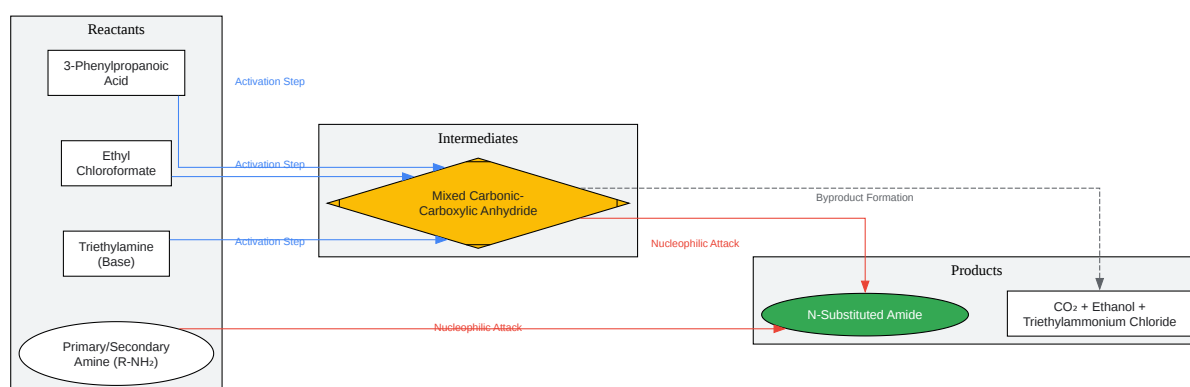 Reactants
3-Phenylpropanoic
Acid
Activation Step
Intermediates
Ethyl
Chloroformate
Activation Step
Mixed Carbonic-
Carboxylic Anhydride
Byproduct Formation
Triethylamine
(Base)
Activation Step
Nucleophilic Attack
Products
N-Substituted Amide
CO₂ + Ethanol +
Triethylammonium Chloride
Nucleophilic Attack
Primary/Secondary
Amine (R-NH₂)